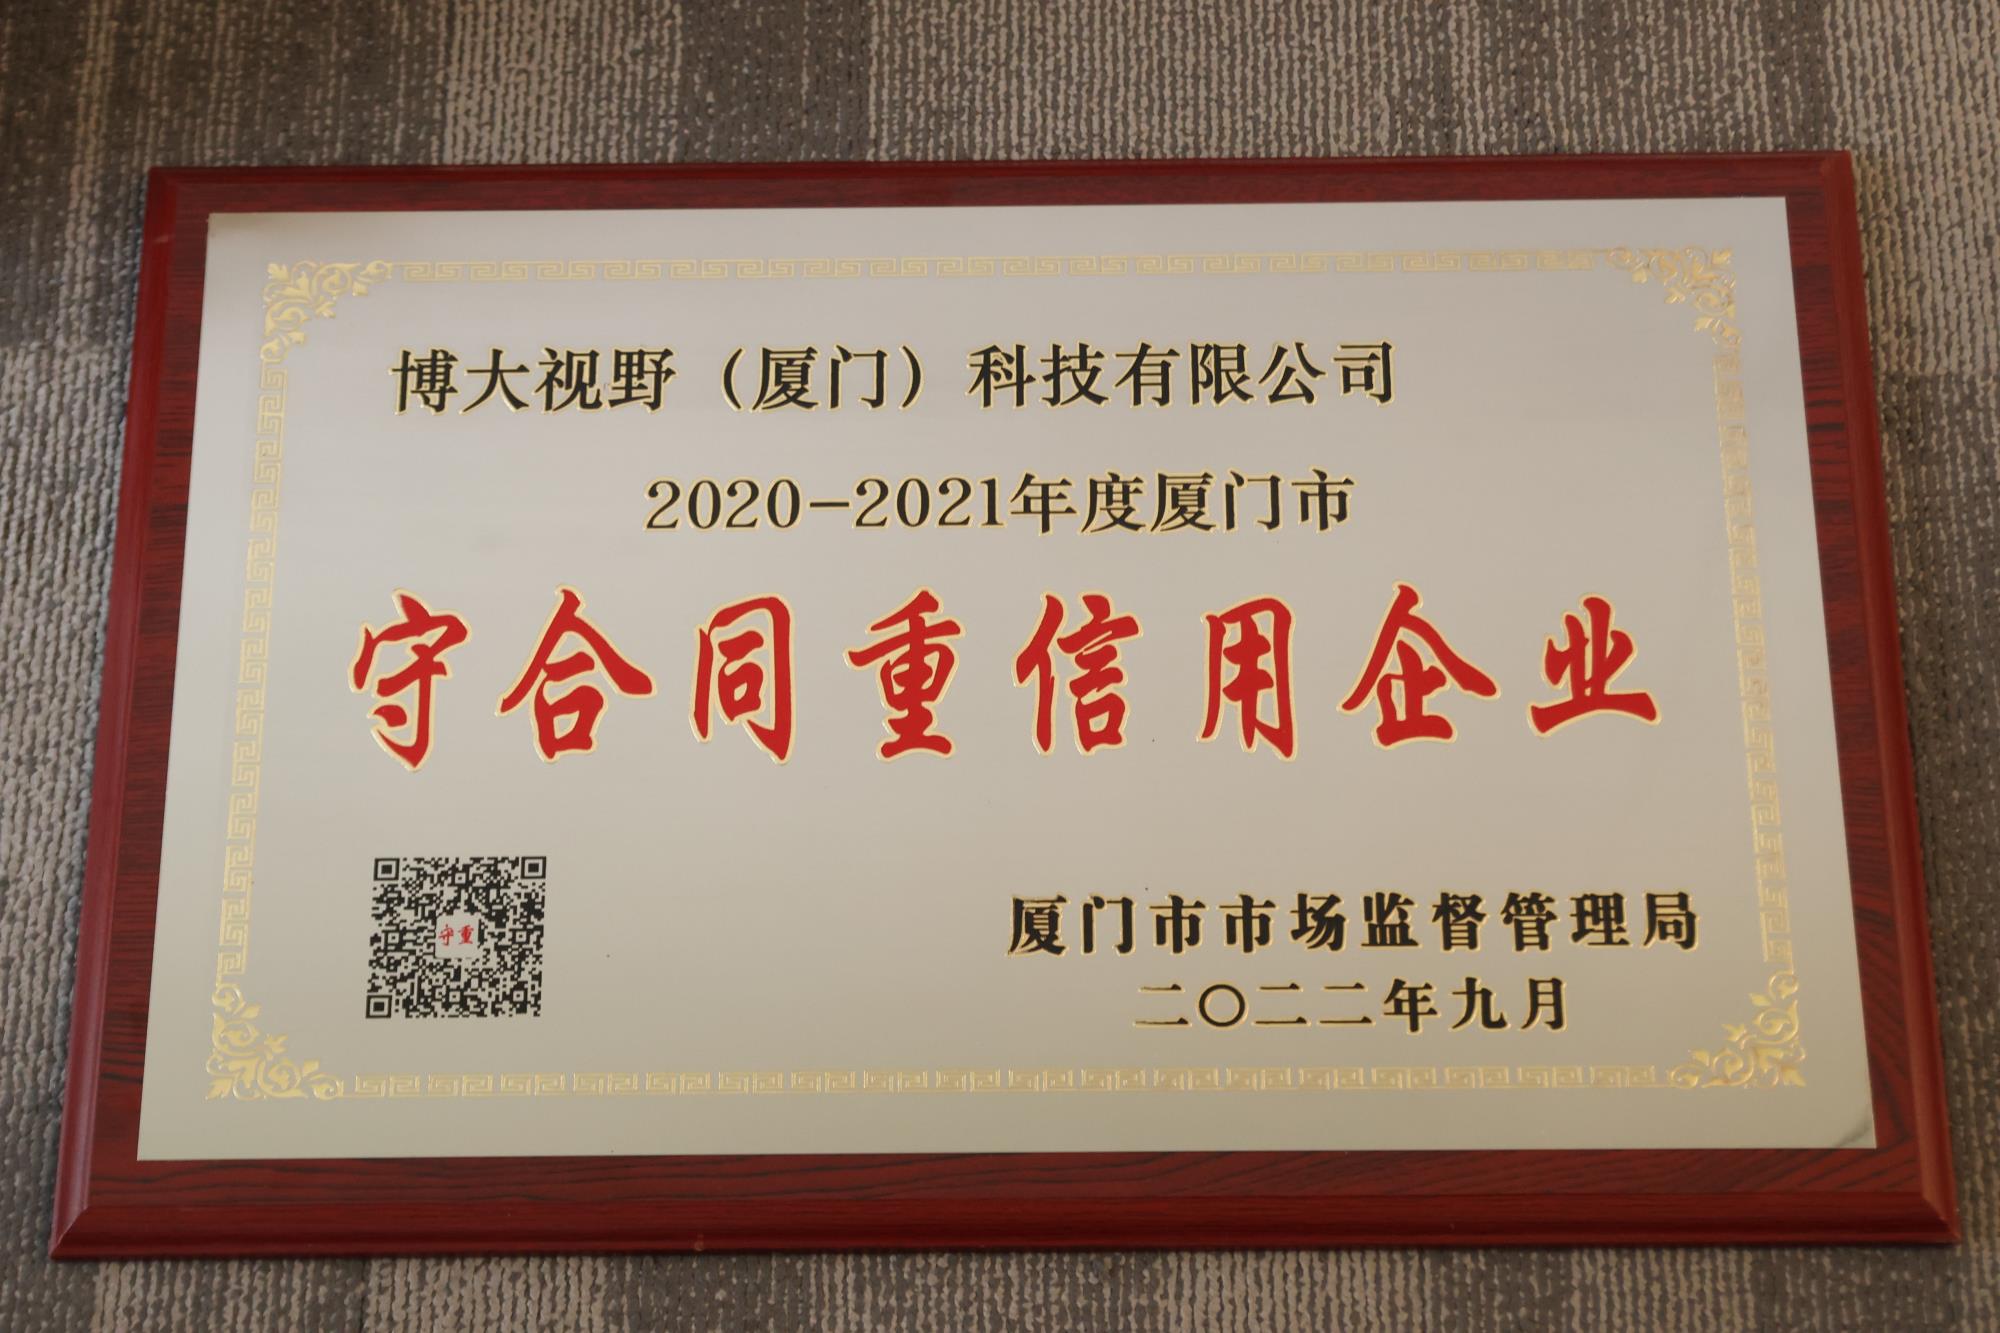 博大视野（厦门）科技有限公司
2020-2021年度厦门市
守合同重信用企业
守重
厦门市市场监督管理局
二〇二二年九月